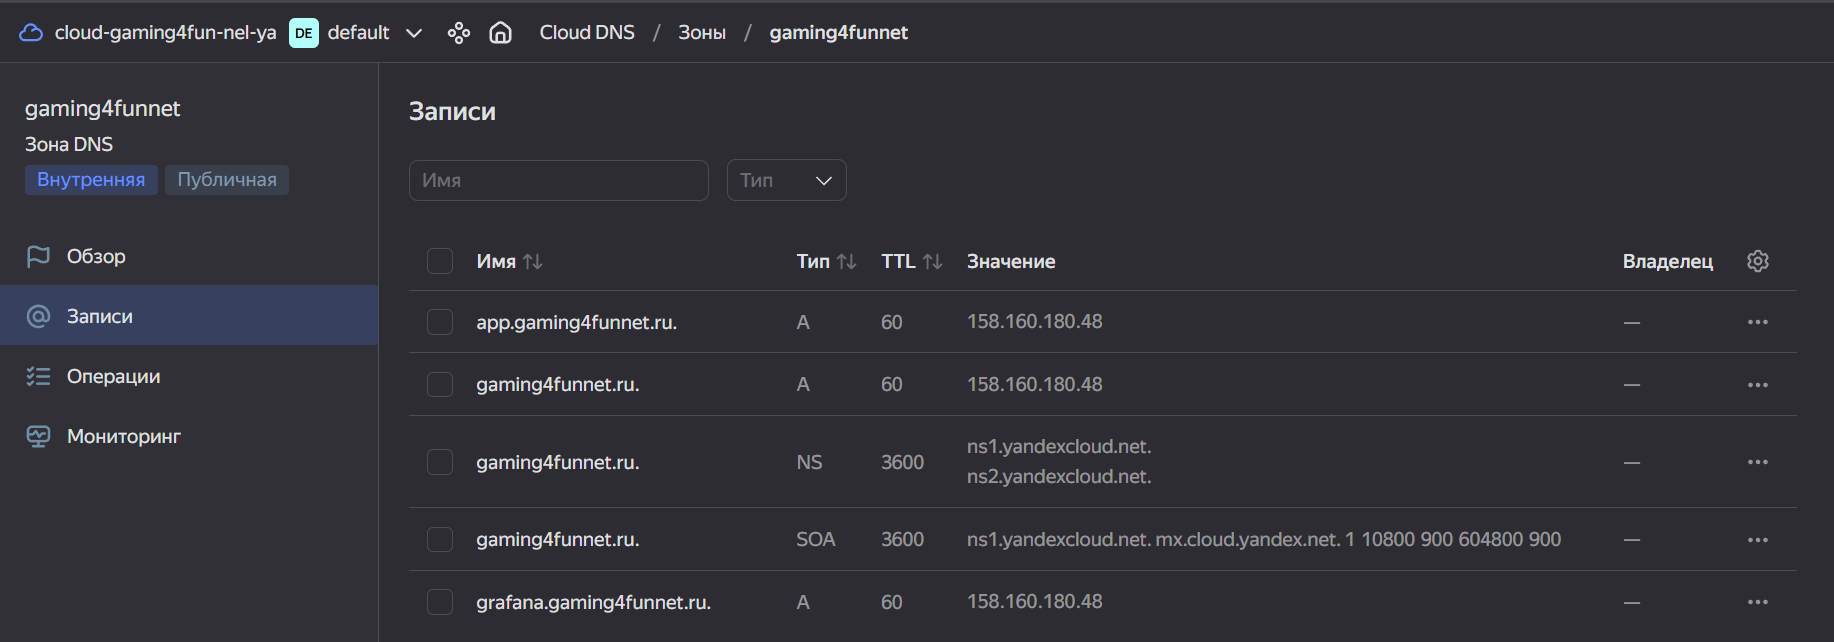 cloud-gaming4fun-nel-ya DE default Cloud DNS / Зоны / gaming4funnet
gaming4funnet
Зона DNS
Внутренняя Публичная
Обзор
Записи
Операции
Мониторинг
Записи
Имя Тип
Имя Тип TTL Значение Владелец
app.gaming4funnet.ru. A 60 158.160.180.48 —
gaming4funnet.ru. A 60 158.160.180.48 —
gaming4funnet.ru. NS 3600 ns1.yandexcloud.net.
ns2.yandexcloud.net. —
gaming4funnet.ru. SOA 3600 ns1.yandexcloud.net. mx.cloud.yandex.net. 1 10800 900 604800 900 —
grafana.gaming4funnet.ru. A 60 158.160.180.48 —